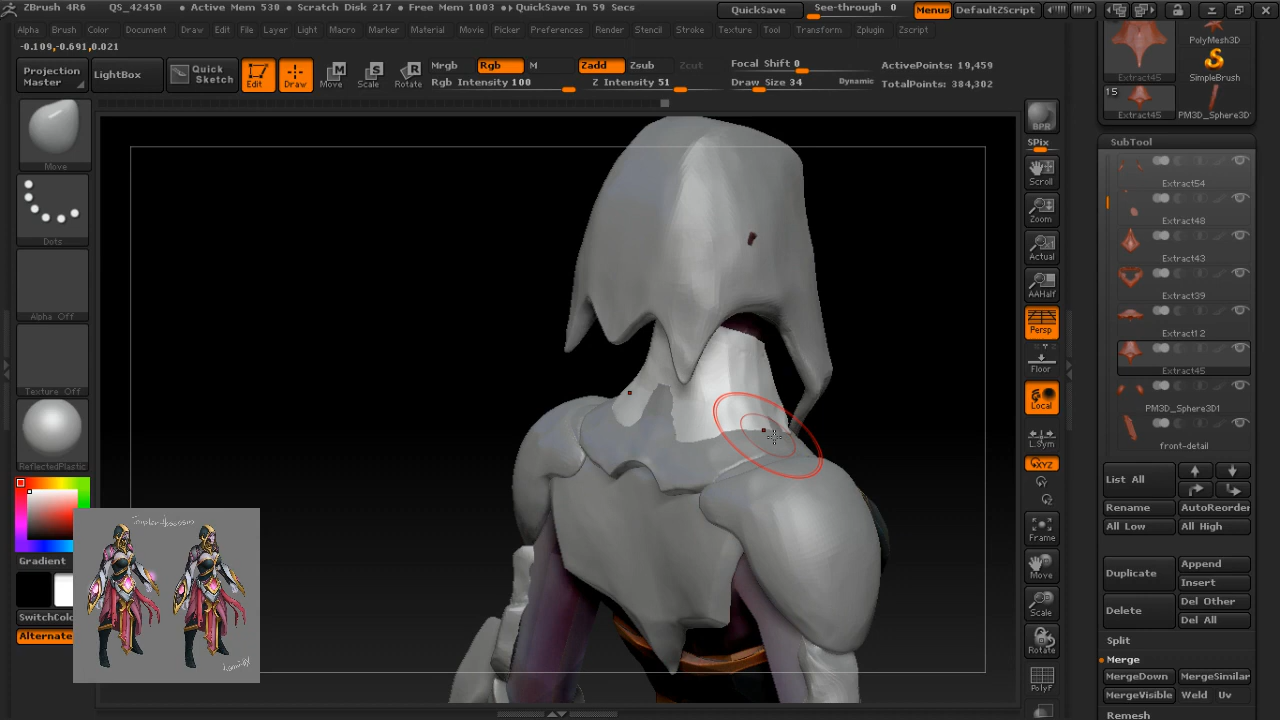 ZBrush 4R6 QS_42450 • Active Mem 530 • Scratch Disk 217 • Free Mem 1003 • QuickSave In 59 Secs QuickSave See-through 0 Menus DefaultZScript
Alpha Brush Color Document Draw Edit File Layer Light Macro Marker Material Movie Picker Preferences Render Stencil Stroke Texture Tool Transform Zplugin Zscript
-0.109,-0.691,0.021
Projection Master
LightBox
Quick Sketch
Edit
Draw
Move
Scale
Rotate
Mrgb Rgb M
Rgb Intensity 100
Zadd Zsub Zcut
Z Intensity 51
Focal Shift 0
Draw Size 34 Dynamic
ActivePoints: 19,459
TotalPoints: 384,302
Move
Dots
Alpha Off
Texture Off
ReflectedPlastic
Gradient
SwitchColo
Alternate
BPR
SPix
Scroll
Zoom
Actual
AAHalf
Persp
Floor
Local
L.Sym
XYZ
Frame
Move
Scale
Rotate
PolyF
PolyMesh3D
Extract45
SimpleBrush
15
Extract45
PM3D_Sphere3D
SubTool
Extract54
Extract48
Extract43
Extract39
Extract12
Extract45
PM3D_Sphere3D1
front-detail
List All
Rename AutoReorder
All Low All High
Duplicate
Append
Insert
Delete
Del Other
Del All
Split
Merge
MergeDown MergeSimilar
MergeVisible Weld Uv
Remesh